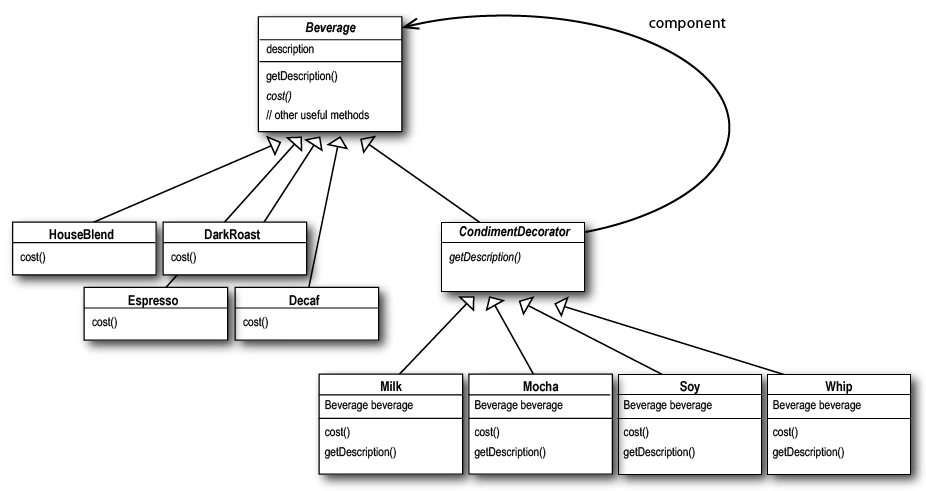 component
Beverage
description
getDescription()
cost()
// other useful methods
HouseBlend
cost()
DarkRoast
cost()
CondimentDecorator
getDescription()
Espresso
cost()
Decaf
cost()
Milk
Beverage beverage
cost()
getDescription()
Mocha
Beverage beverage
cost()
getDescription()
Soy
Beverage beverage
cost()
getDescription()
Whip
Beverage beverage
cost()
getDescription()